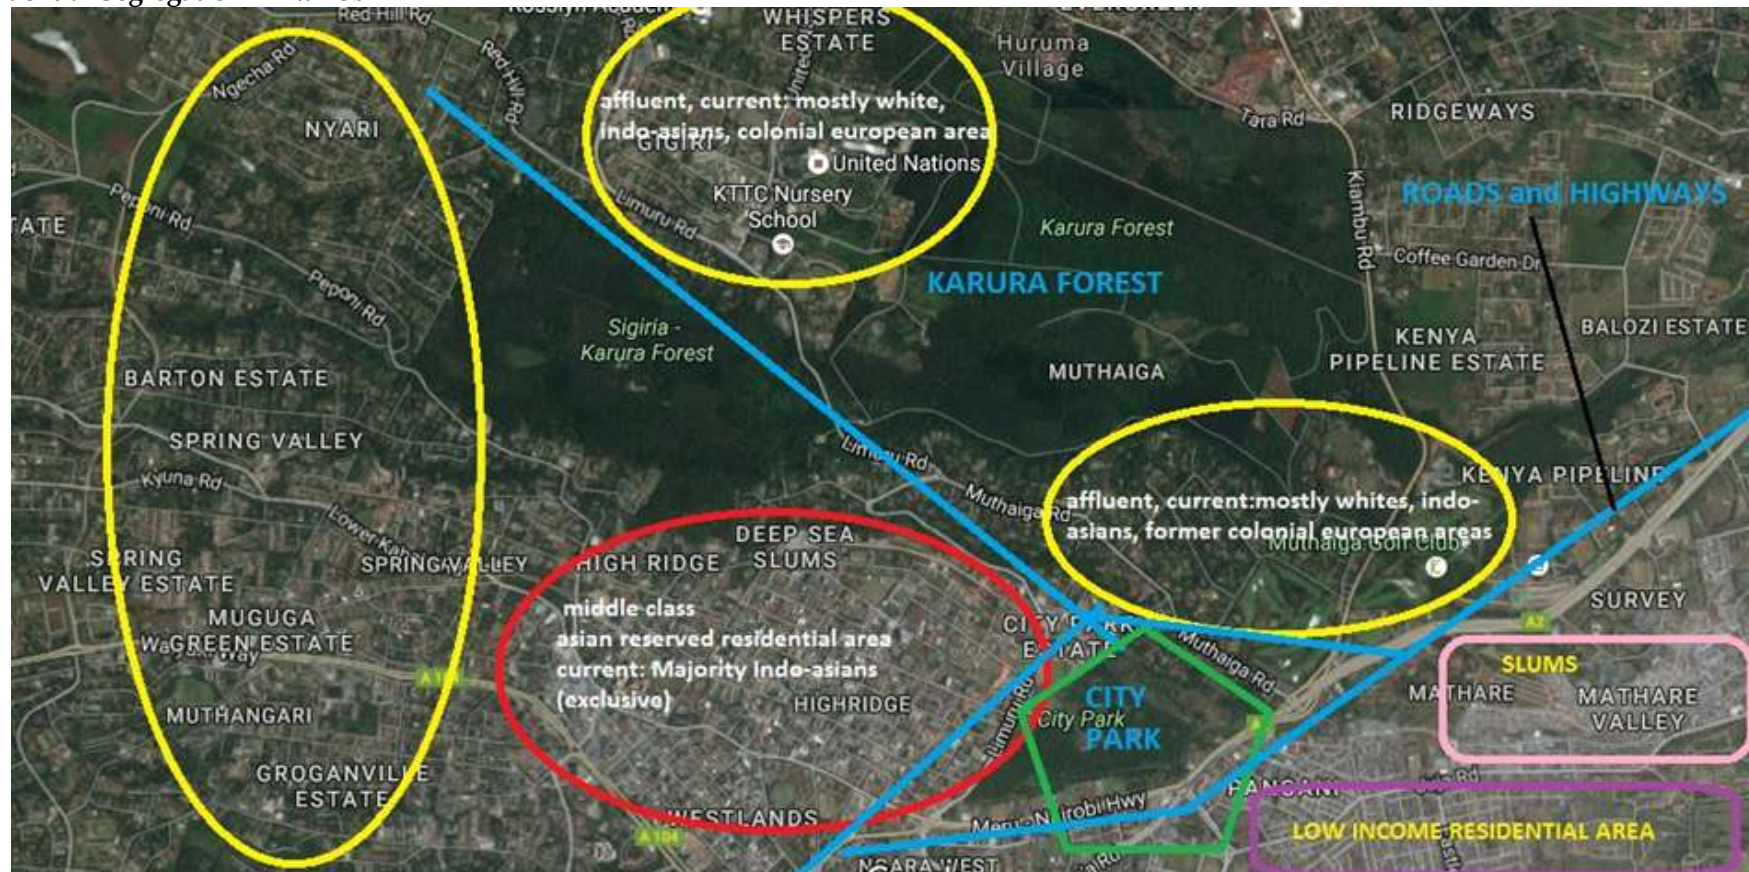 Red Hill Rd
WHISPERS
ESTATE
Huruma
Village
Ngecha Rd
Red Hill Rd
NYARI
affluent, current: mostly white,
indo-asians, colonial european area
GIGIRI
United Nations
KTTC Nursery
School
Tara Rd
RIDGEWAYS
Kiambu Rd
ROADS and HIGHWAYS
Peponi Rd
Limuru Rd
Karura Forest
Coffee Garden Dr
KARURA FOREST
Peponi Rd
Sigiria -
Karura Forest
KENYA
PIPELINE ESTATE
BALOZI ESTATE
MUTHAIGA
BARTON ESTATE
SPRING VALLEY
Limuru Rd
Kyuna Rd
KENYA PIPELINE
Muthaiga Rd
affluent, current:mostly whites, indo-
asians, former colonial european areas
Muthaiga Golf Club
DEEP SEA
SLUMS
HIGH RIDGE
SPRING
VALLEY ESTATE
SPRING VALLEY
middle class
asian reserved residential area
current: Majority Indo-asians
(exclusive)
SURVEY
A2
MUGUGA
GREEN ESTATE
Waiyaki Way
CITY PARK
ESTATE
Muthaiga Rd
SLUMS
A 104
MATHARE
MATHARE
VALLEY
MUTHANGARI
HIGHRIDGE
Limuru Rd
CITY
PARK
City Park
GROGANVILLE
ESTATE
PANGANI
WESTLANDS
Meru - Nairobi Hwy
A 104
LOW INCOME RESIDENTIAL AREA
NGARA WEST